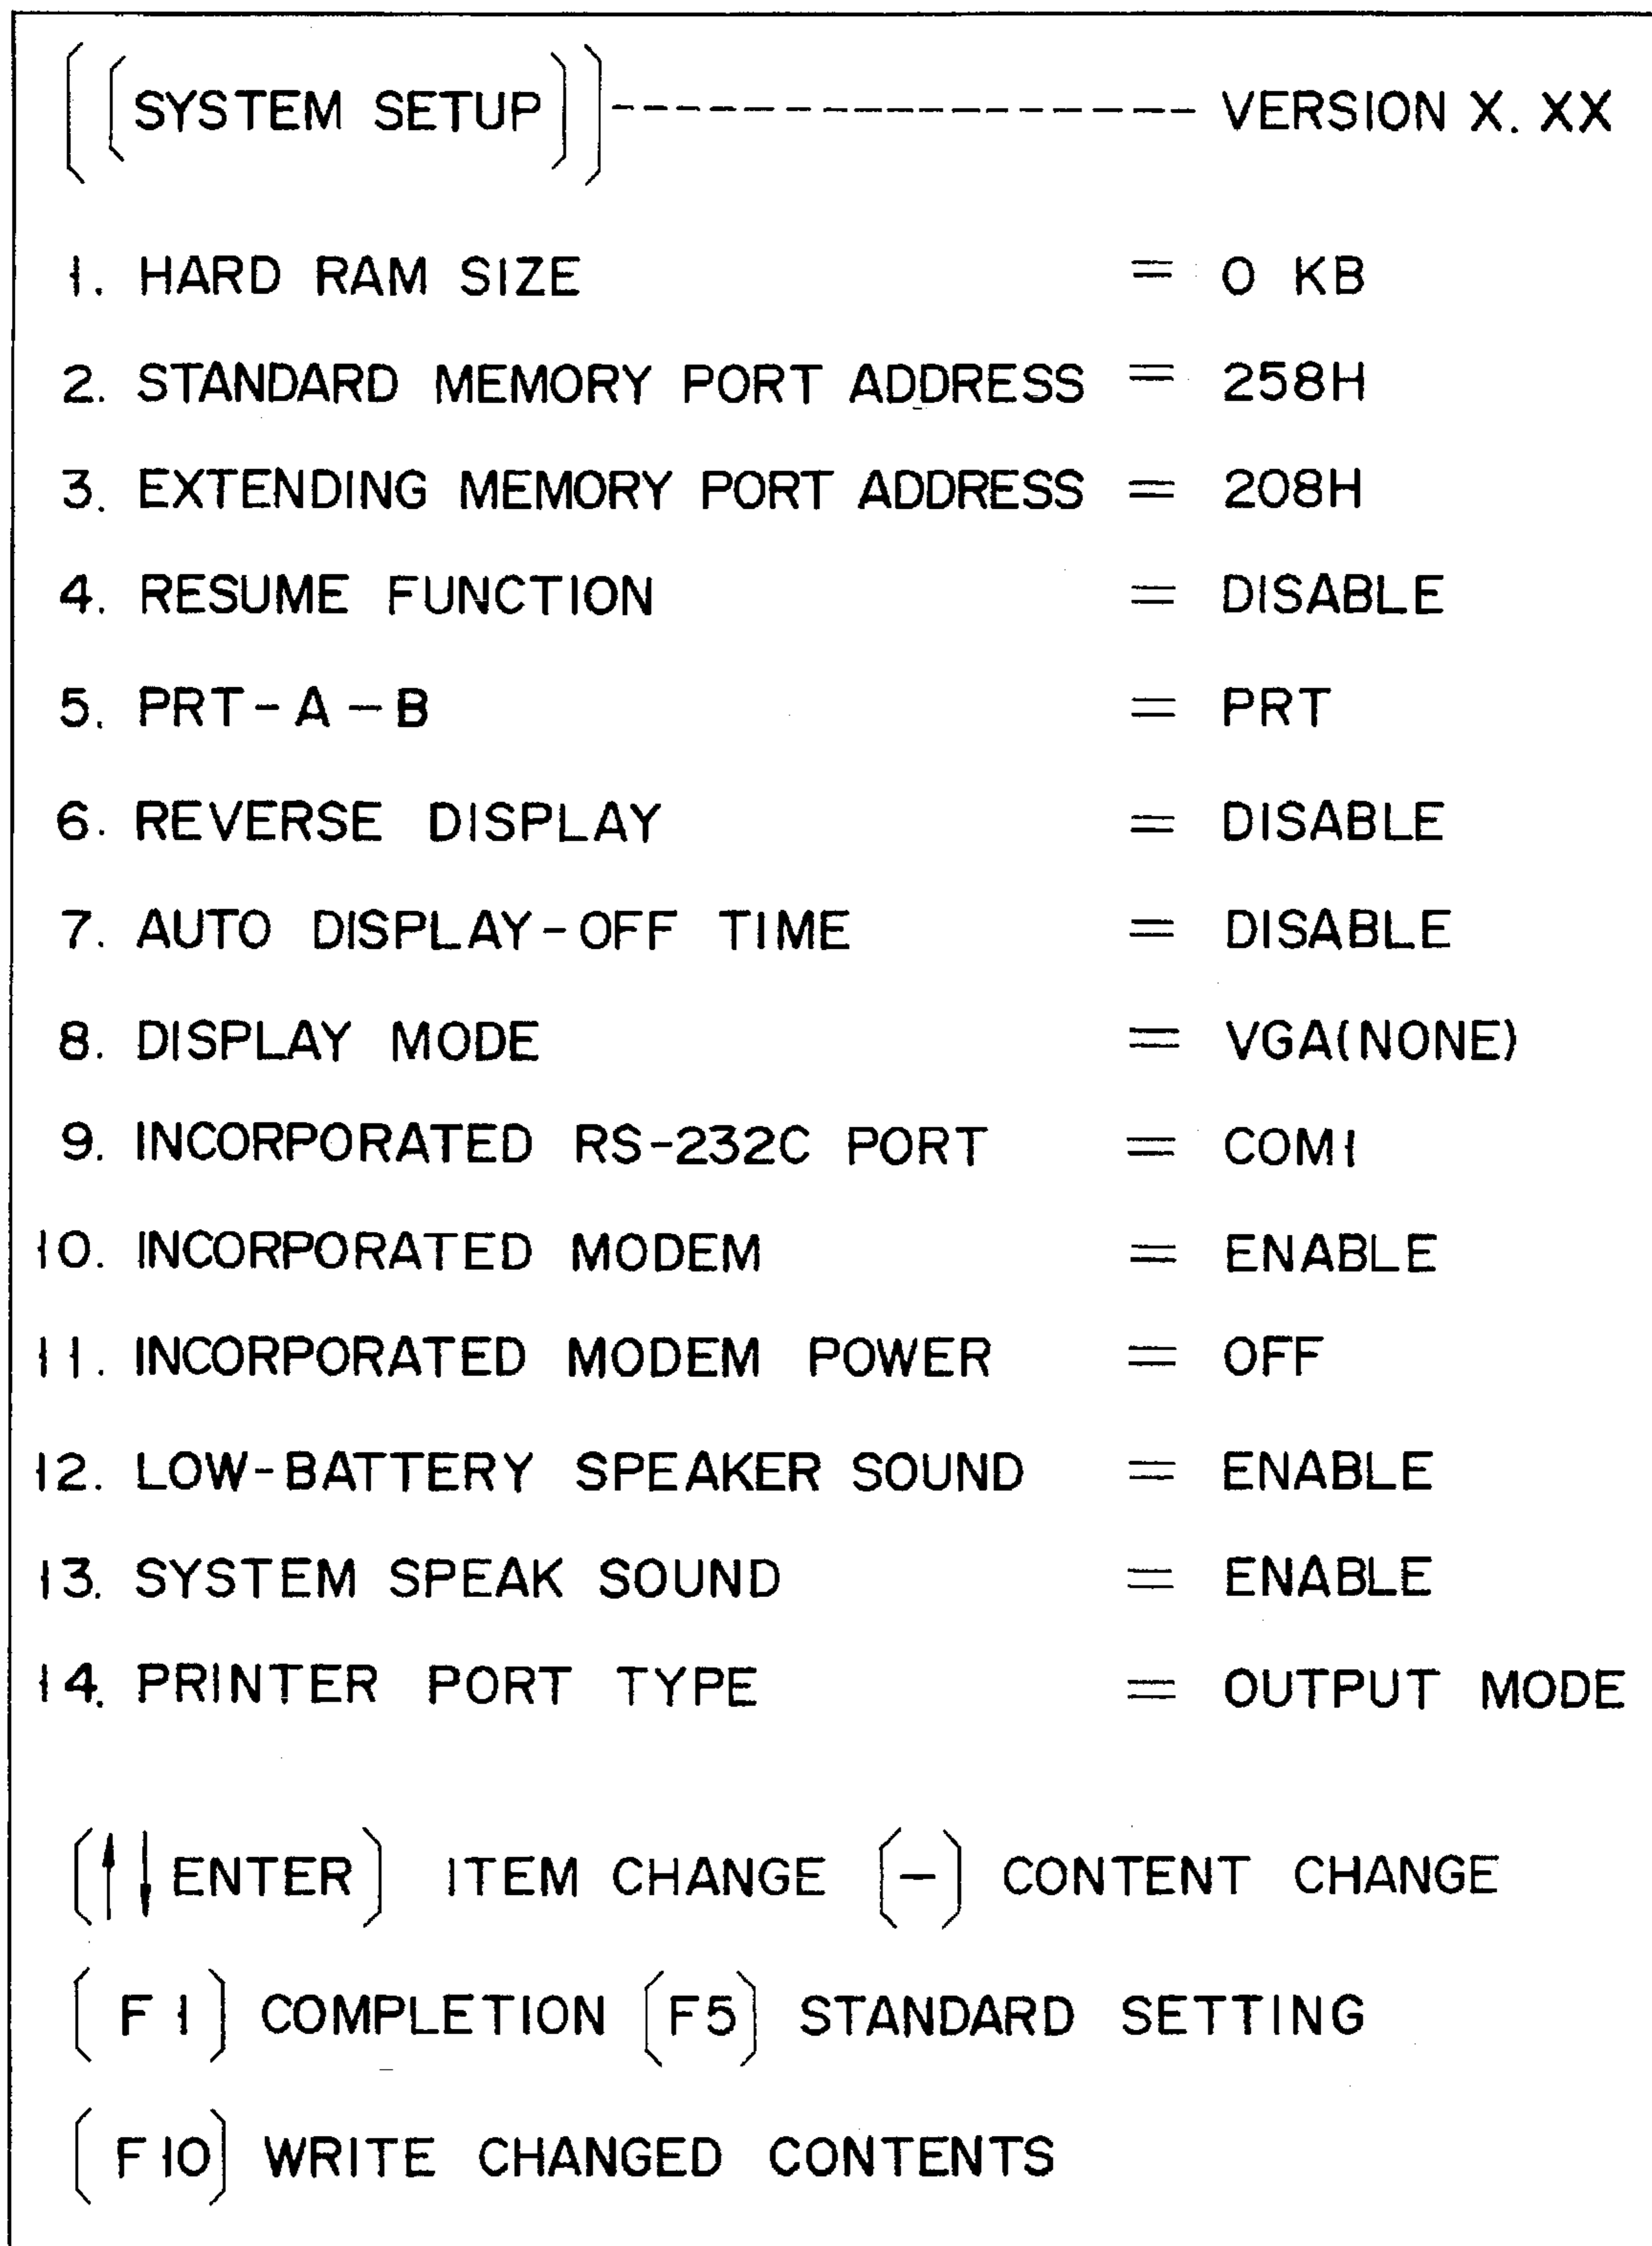 ((SYSTEM SETUP))----------------- VERSION X. XX
1. HARD RAM SIZE = 0 KB
2. STANDARD MEMORY PORT ADDRESS = 258H
3. EXTENDING MEMORY PORT ADDRESS = 208H
4. RESUME FUNCTION = DISABLE
5. PRT-A-B = PRT
6. REVERSE DISPLAY = DISABLE
7. AUTO DISPLAY-OFF TIME = DISABLE
8. DISPLAY MODE = VGA(NONE)
9. INCORPORATED RS-232C PORT = COM1
10. INCORPORATED MODEM = ENABLE
11. INCORPORATED MODEM POWER = OFF
12. LOW-BATTERY SPEAKER SOUND = ENABLE
13. SYSTEM SPEAK SOUND = ENABLE
14. PRINTER PORT TYPE = OUTPUT MODE
(↑↓ENTER) ITEM CHANGE (-) CONTENT CHANGE
(F1) COMPLETION (F5) STANDARD SETTING
(F10) WRITE CHANGED CONTENTS